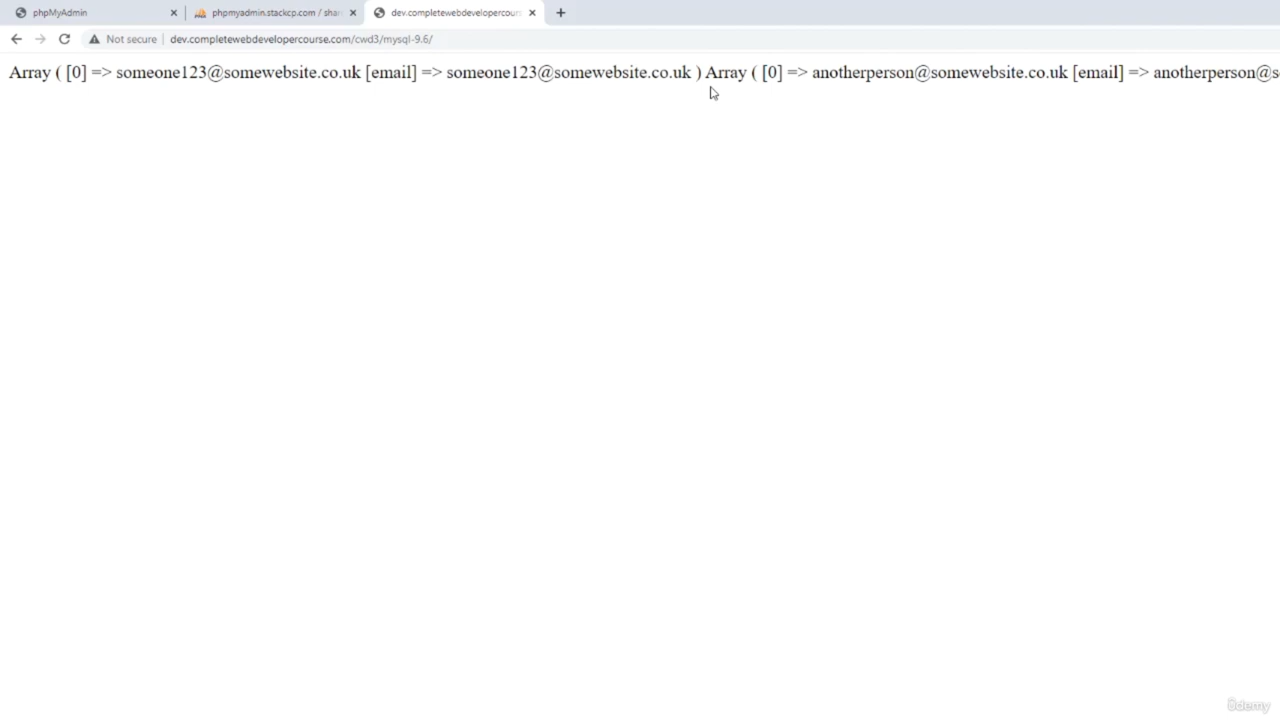 phpMyAdmin
phpmyadmin.stackcp.com / shar
dev.completewebdevelopercour
Not secure
dev.completewebdevelopercourse.com/cwd3/mysql-9.6/
Array ( [0] => someone123@somewebsite.co.uk [email] => someone123@somewebsite.co.uk ) Array ( [0] => anotherperson@somewebsite.co.uk [email] => anotherperson@s
ûdemy